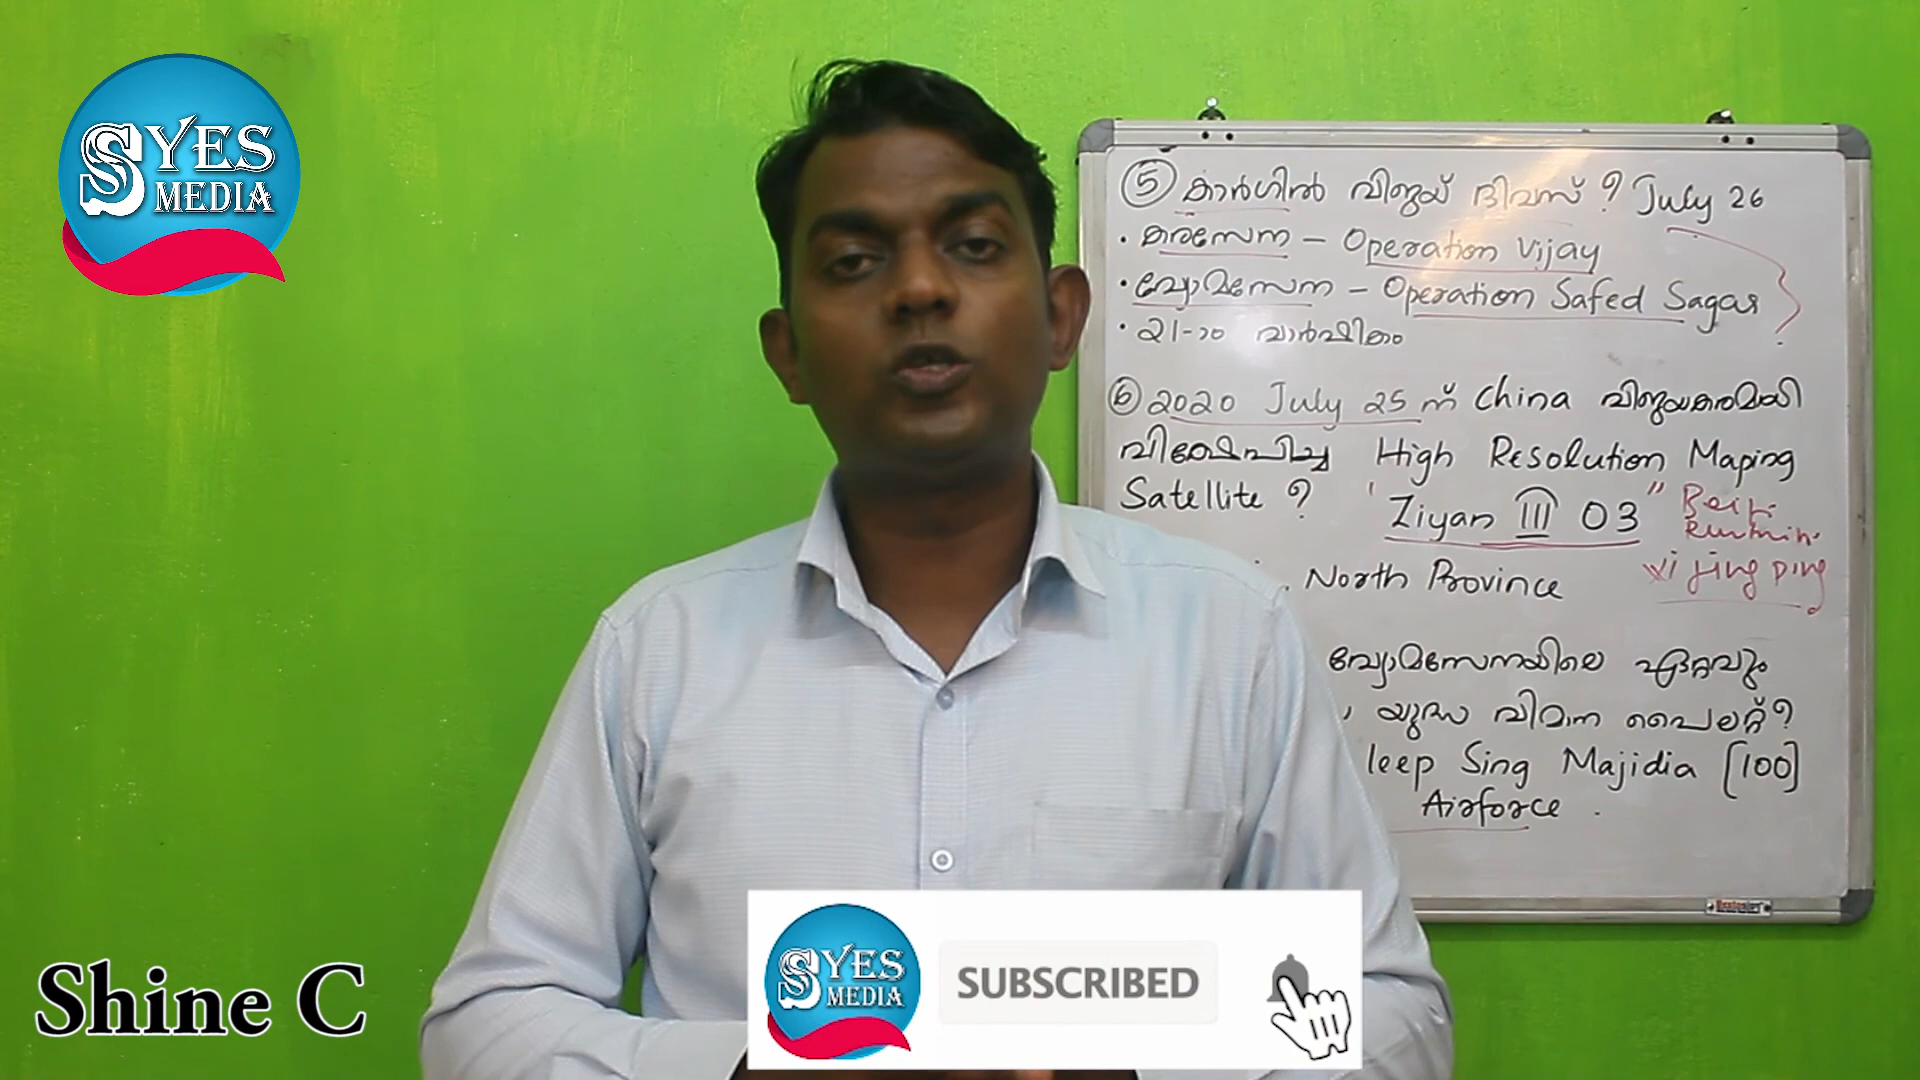 SYES
MEDIA
⑤ കാർഗിൽ വിജയ് ദിവസ് ? July 26
• കരസേന – Operation Vijay
• വ്യോമസേന – Operation Safed Sagar
• 21-ാം വാർഷികം
⑥ 2020 July 25 ന് China വിജയകരമായി
വിക്ഷേപിച്ച High Resolution Maping
Satellite ? "Ziyan III 03"
North Province
Xi jing ping
വ്യോമസേനയിലെ ഏറ്റവും
യുദ്ധ വിമാന പൈലറ്റ് ?
leep Sing Majidia [100]
Airforce .
Shine C
SYES
MEDIA
SUBSCRIBED